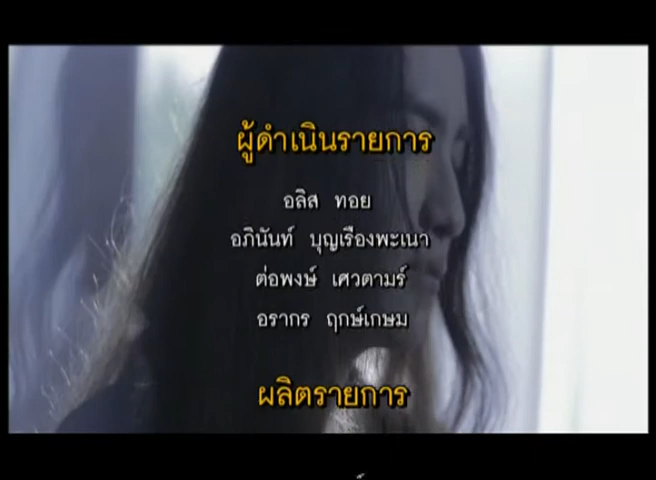 ผู้ดำเนินรายการ
อลิส ทอย
อภินันท์ บุญเรืองพะเนา
ต่อพงษ์ เศวตามร์
อรากร ฤกษ์เกษม
ผลิตรายการ